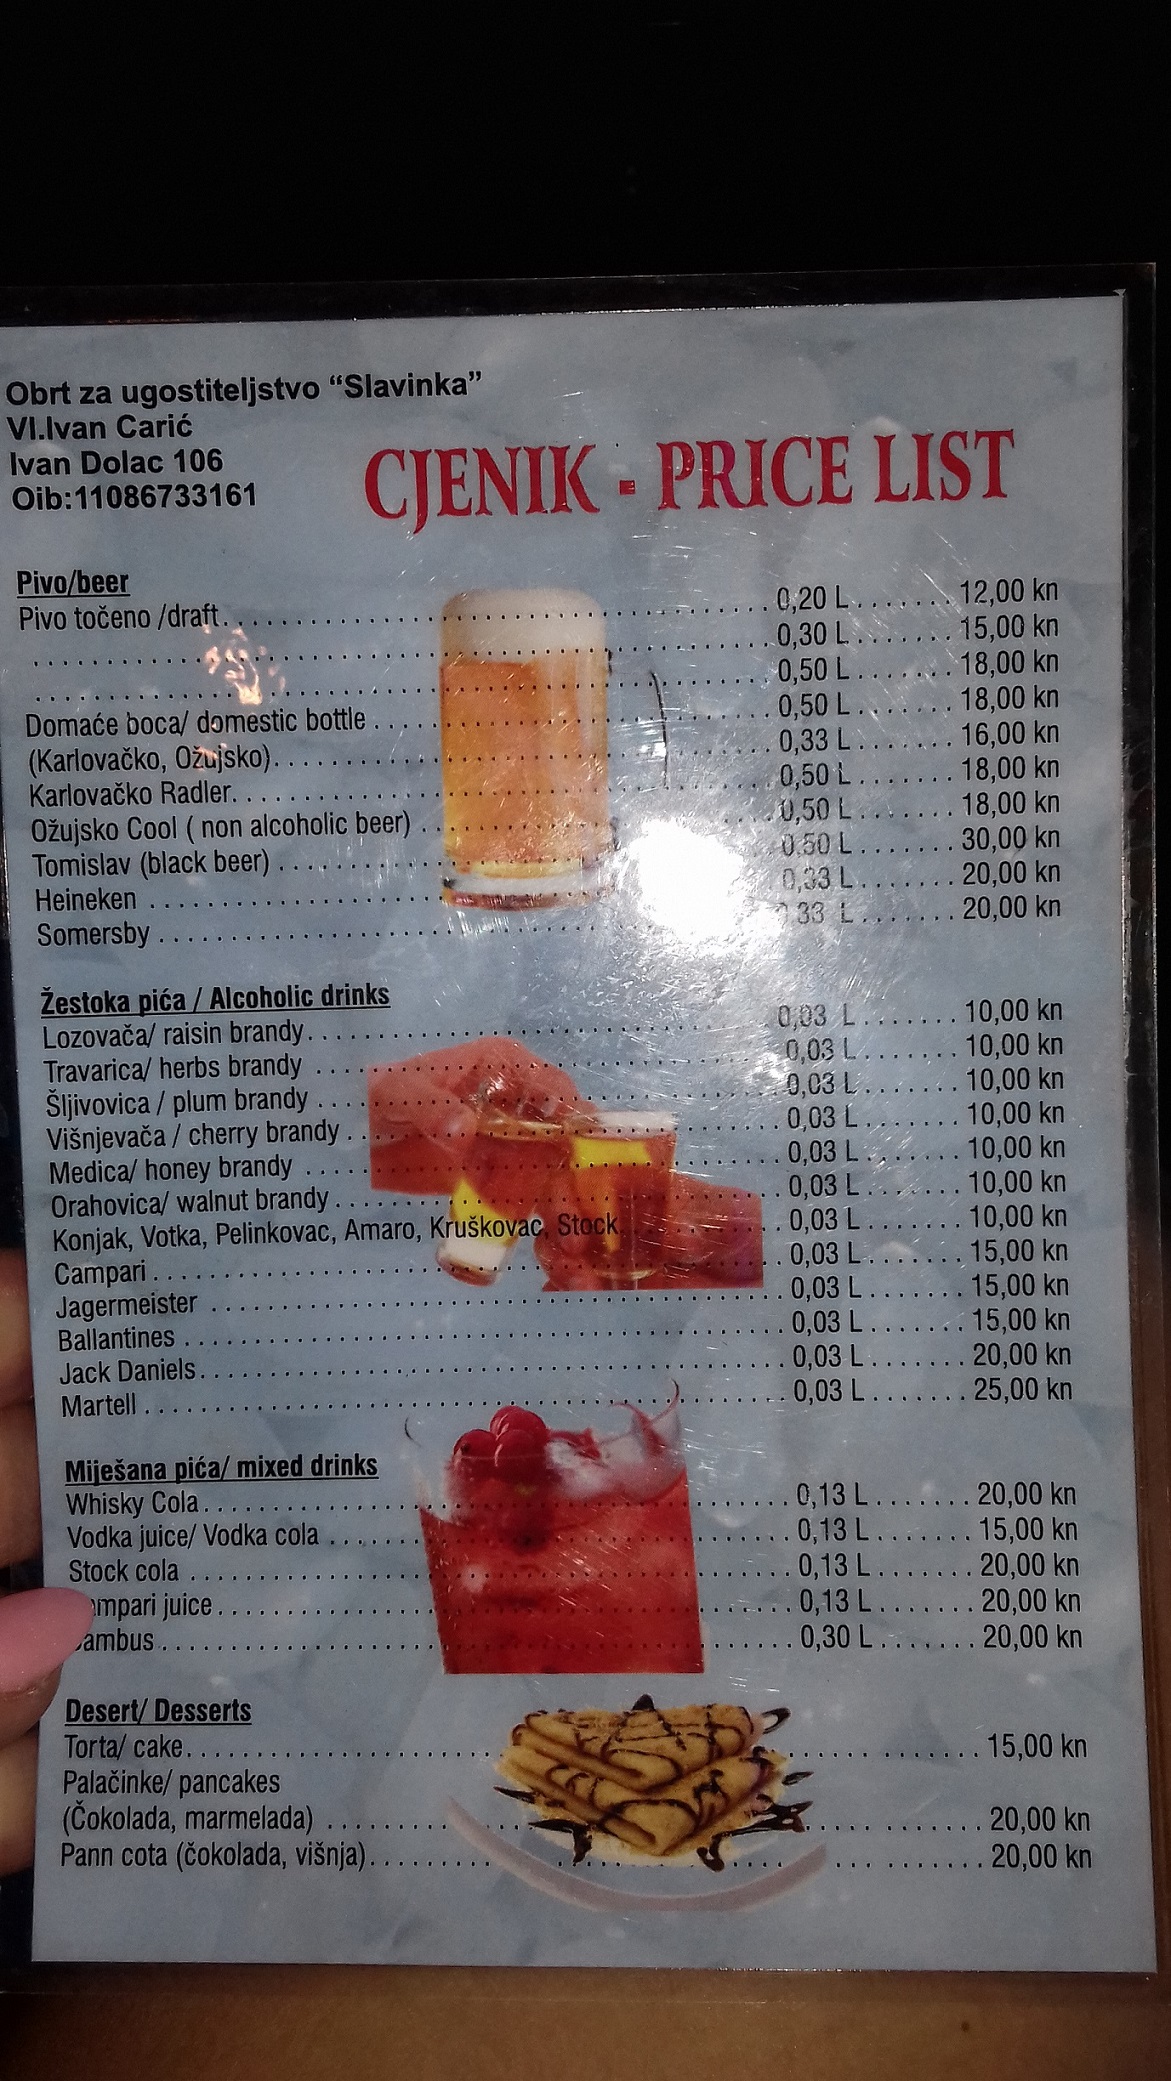 Obrt za ugostiteljstvo “Slavinka”
Vl.Ivan Carić
Ivan Dolac 106
Oib:11086733161
CJENIK - PRICE LIST
Pivo/beer
Pivo točeno /draft. . . . . 0,20 L. . . . . 12,00 kn
. . . . . 0,30 L. . . . . 15,00 kn
. . . . . 0,50 L. . . . . 18,00 kn
Domaće boca/ domestic bottle . . . . . 0,50 L. . . . . 18,00 kn
(Karlovačko, Ožujsko). . . . . 0,33 L. . . . . 16,00 kn
Karlovačko Radler. . . . . 0,50 L. . . . . 18,00 kn
Ožujsko Cool ( non alcoholic beer) . . . . . 0,50 L. . . . . 18,00 kn
Tomislav (black beer) . . . . . 0,50 L. . . . . 30,00 kn
Heineken . . . . . 0,33 L. . . . . 20,00 kn
Somersby . . . . . 33 L. . . . . 20,00 kn
Žestoka pića / Alcoholic drinks
Lozovača/ raisin brandy. . . . . 0,03 L. . . . . 10,00 kn
Travarica/ herbs brandy . . . . . 0,03 L. . . . . 10,00 kn
Šljivovica / plum brandy . . . . . 0,03 L. . . . . 10,00 kn
Višnjevača / cherry brandy . . . . . 0,03 L. . . . . 10,00 kn
Medica/ honey brandy . . . . . 0,03 L. . . . . 10,00 kn
Orahovica/ walnut brandy . . . . . 0,03 L. . . . . 10,00 kn
Konjak, Votka, Pelinkovac, Amaro, Kruškovac, Stock . . . . . 0,03 L. . . . . 10,00 kn
Campari . . . . . 0,03 L. . . . . 15,00 kn
Jagermeister . . . . . 0,03 L. . . . . 15,00 kn
Ballantines . . . . . 0,03 L. . . . . 15,00 kn
Jack Daniels. . . . . 0,03 L. . . . . 20,00 kn
Martell . . . . . 0,03 L. . . . . 25,00 kn
Miješana pića/ mixed drinks
Whisky Cola . . . . . 0,13 L. . . . . 20,00 kn
Vodka juice/ Vodka cola . . . . . 0,13 L. . . . . 15,00 kn
Stock cola . . . . . 0,13 L. . . . . 20,00 kn
ampari juice . . . . . 0,13 L. . . . . 20,00 kn
ambus . . . . . 0,30 L. . . . . 20,00 kn
Desert/ Desserts
Torta/ cake. . . . . 15,00 kn
Palačinke/ pancakes
(Čokolada, marmelada) . . . . . 20,00 kn
Pann cota (čokolada, višnja). . . . . 20,00 kn